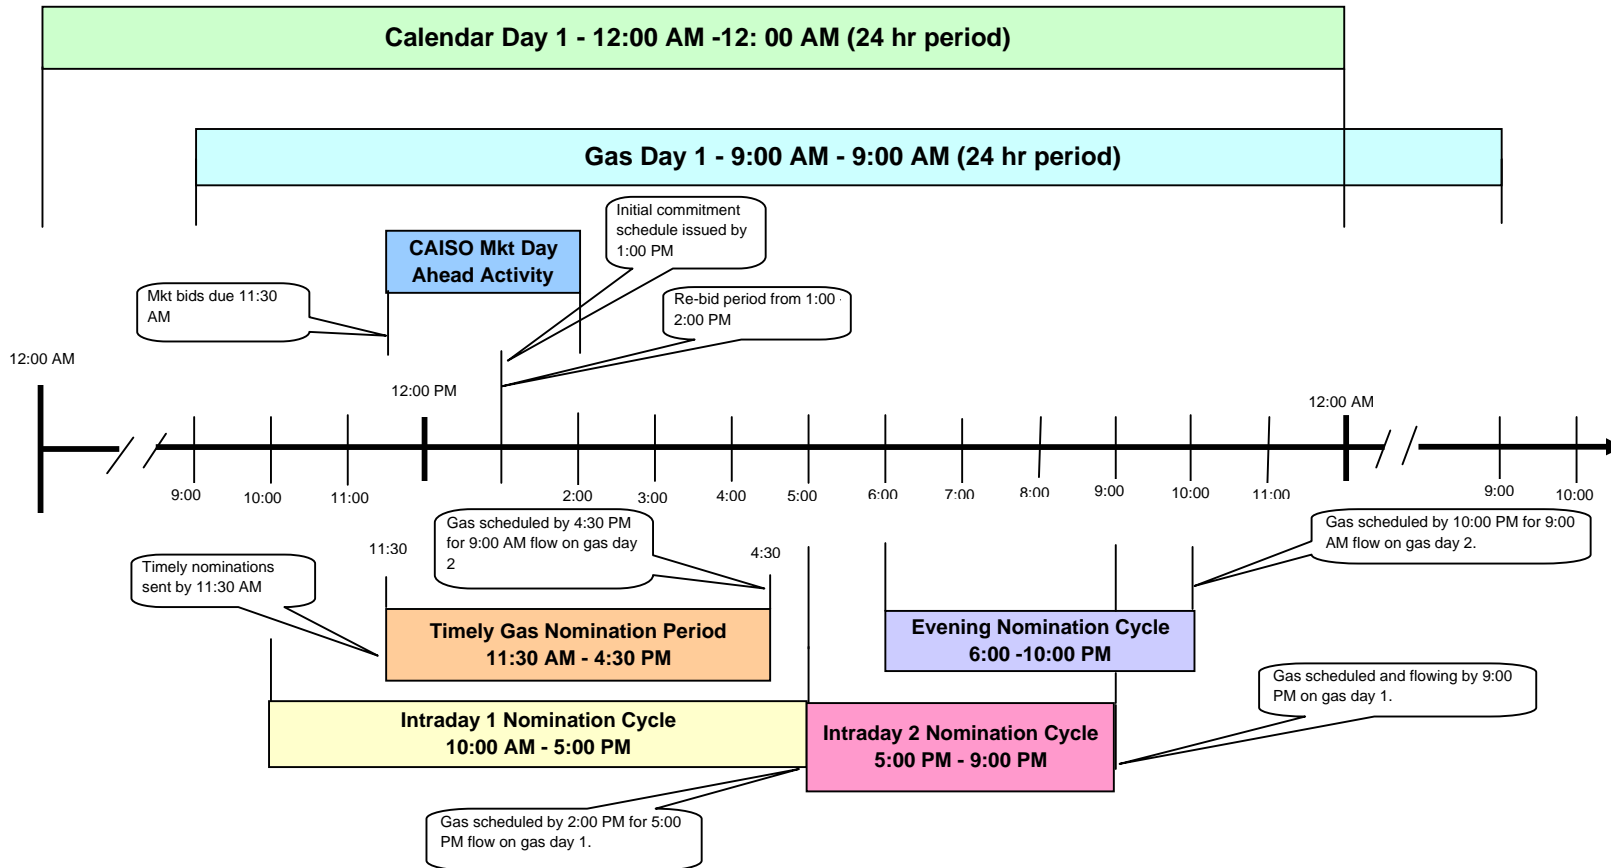 Calendar Day 1 - 12:00 AM -12: 00 AM (24 hr period)
Gas Day 1 - 9:00 AM - 9:00 AM (24 hr period)
Initial commitment
schedule issued by
1:00 PM
CAISO Mkt Day
Ahead Activity
Mkt bids due 11:30
AM
Re-bid period from 1:00 -
2:00 PM
12:00 AM
12:00 PM
12:00 AM
9:00
10:00
11:00
2:00
3:00
4:00
5:00
6:00
7:00
8:00
9:00
10:00
11:00
9:00
10:00
Gas scheduled by 4:30 PM
for 9:00 AM flow on gas day
2
Gas scheduled by 10:00 PM for 9:00
AM flow on gas day 2.
11:30
4:30
Timely nominations
sent by 11:30 AM
Timely Gas Nomination Period
11:30 AM - 4:30 PM
Evening Nomination Cycle
6:00 -10:00 PM
Gas scheduled and flowing by 9:00
PM on gas day 1.
Intraday 1 Nomination Cycle
10:00 AM - 5:00 PM
Intraday 2 Nomination Cycle
5:00 PM - 9:00 PM
Gas scheduled by 2:00 PM for 5:00
PM flow on gas day 1.